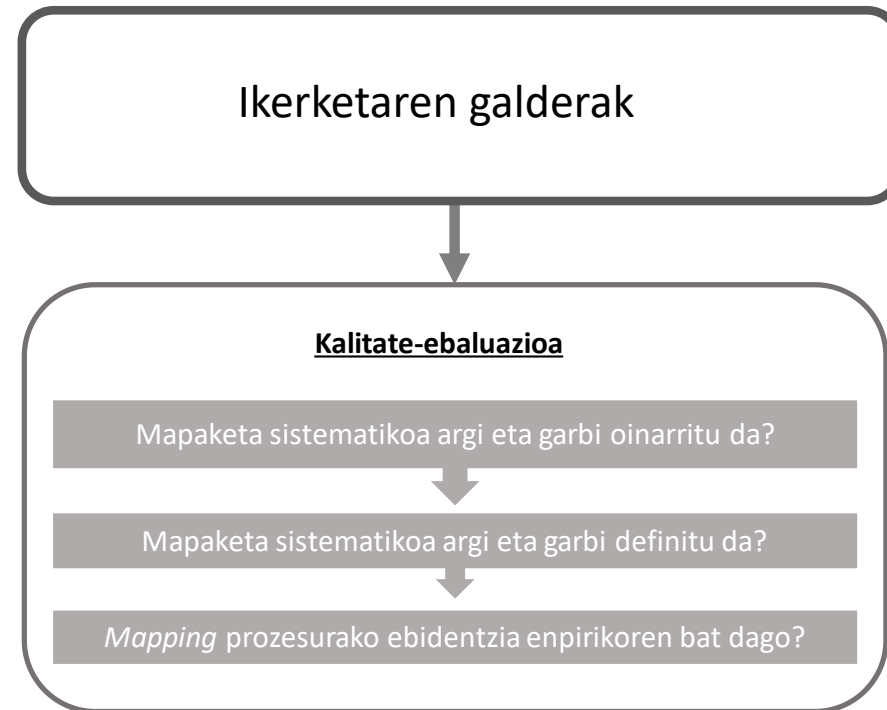 Ikerketaren galderak
Kalitate-ebaluazioa
Mapaketa sistematikoa argi eta garbi oinarritu da?
Mapaketa sistematikoa argi eta garbi definitu da?
Mapping prozesurako ebidentzia enpirikoren bat dago?